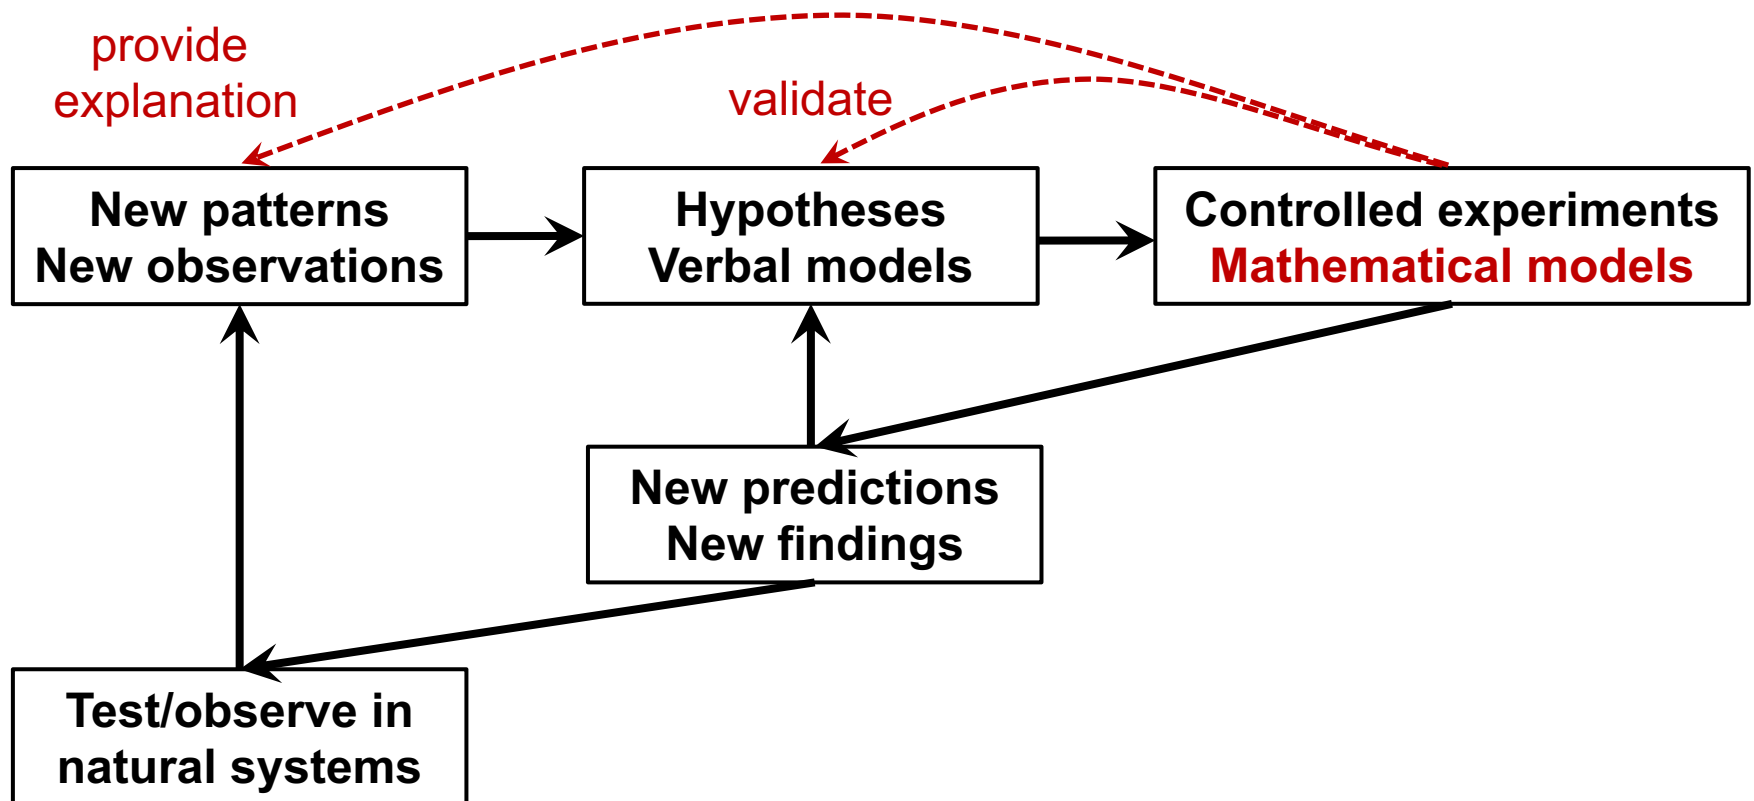 provide
explanation
validate
New patterns
New observations
Hypotheses
Verbal models
Controlled experiments
Mathematical models
New predictions
New findings
Test/observe in
natural systems